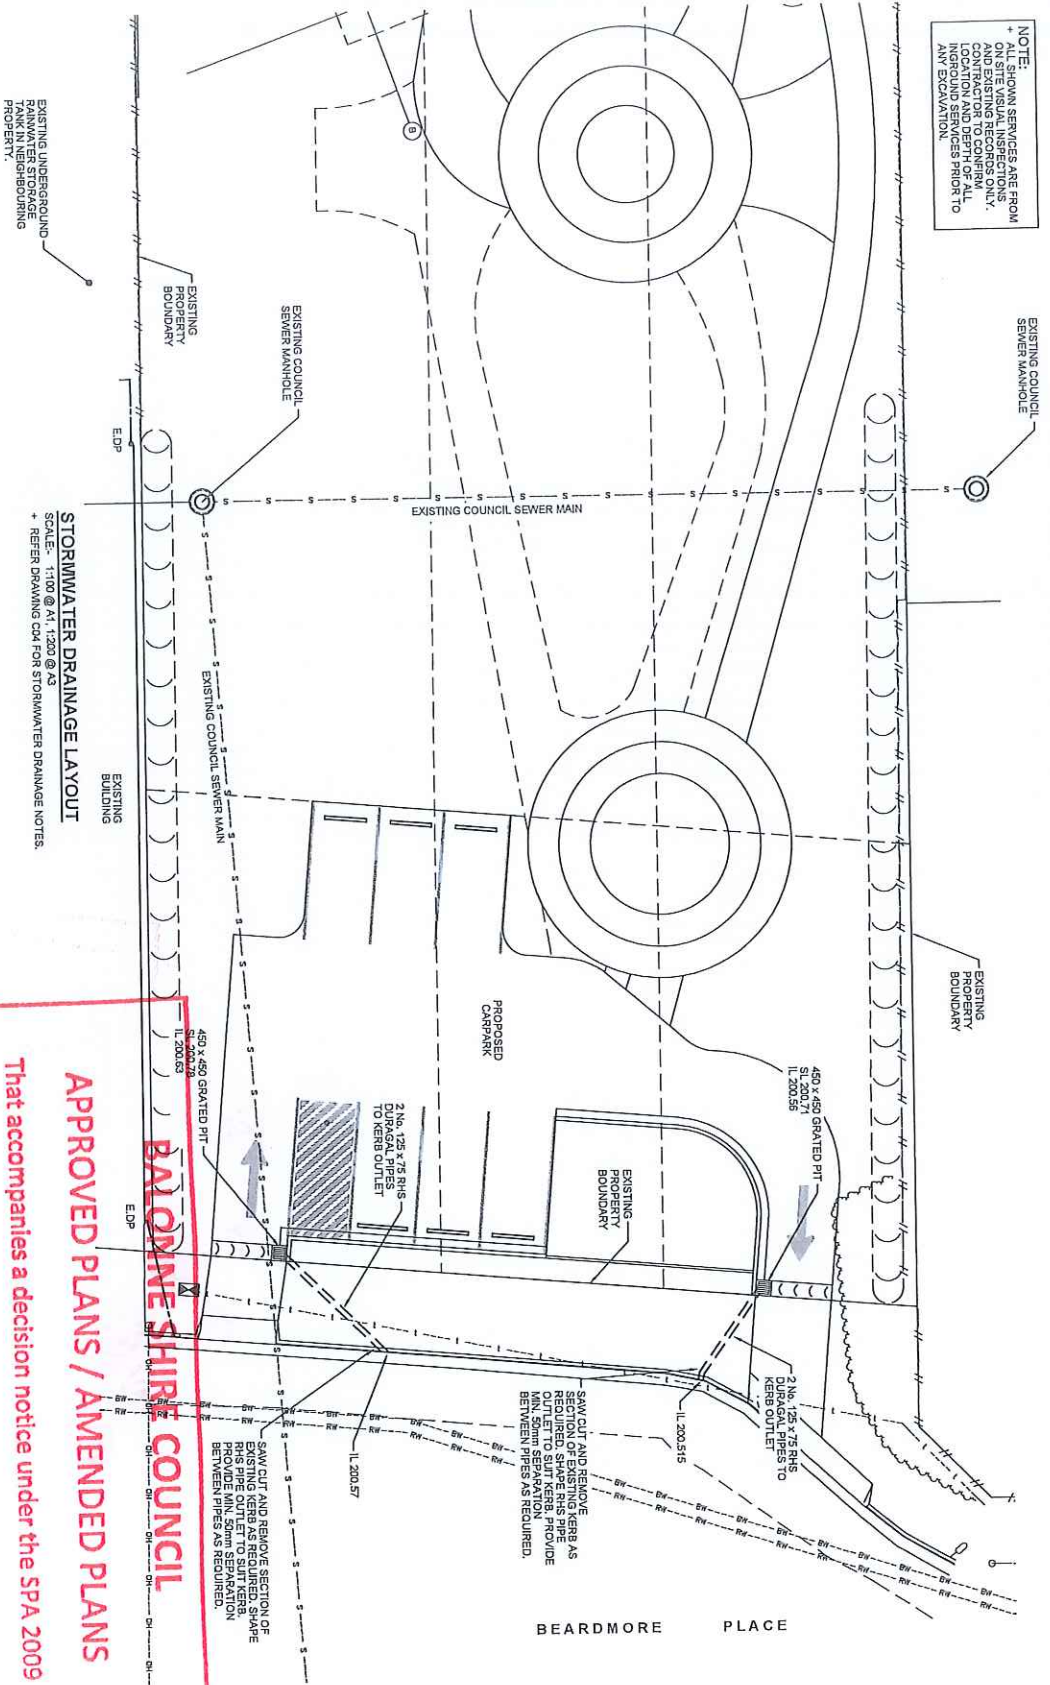 NOTE:
+ ALL SHOWN SERVICES ARE FROM
ON SITE VISUAL INSPECTIONS
AND EXISTING RECORDS ONLY.
CONTRACTOR TO CONFIRM
LOCATION AND DEPTH OF ALL
INGROUND SERVICES PRIOR TO
ANY EXCAVATION.
EXISTING COUNCIL
SEWER MANHOLE
EXISTING
PROPERTY
BOUNDARY
450 x 450 GRATED PIT
SL 200.71
IL 200.56
2 No. 125 x 75 RHS
DURAGAL PIPES TO
KERB OUTLET
IL 200.515
SAW CUT AND REMOVE
SECTION OF EXISTING KERB AS
REQUIRED. SHAPE RHS PIPE
OUTLET TO SUIT KERB. PROVIDE
MIN. 50mm SEPARATION
BETWEEN PIPES AS REQUIRED.
BEARDMORE PLACE
B
EXISTING COUNCIL SEWER MAIN
PROPOSED
CARPARK
EXISTING
PROPERTY
BOUNDARY
2 No. 125 x 75 RHS
DURAGAL PIPES
TO KERB OUTLET
IL 200.57
SAW CUT AND REMOVE SECTION OF
EXISTING KERB AS REQUIRED. SHAPE
RHS PIPE OUTLET TO SUIT KERB.
PROVIDE MIN. 50mm SEPARATION
BETWEEN PIPES AS REQUIRED.
EXISTING COUNCIL
SEWER MANHOLE
EXISTING
PROPERTY
BOUNDARY
EXISTING COUNCIL SEWER MAIN
450 x 450 GRATED PIT
SL 200.78
IL 200.63
EXISTING UNDERGROUND
RAINWATER STORAGE
TANK IN NEIGHBOURING
PROPERTY.
E.DP
EXISTING
BUILDING
E.DP
STORMWATER DRAINAGE LAYOUT
SCALE:- 1:100 @ A1, 1:200 @ A3
+ REFER DRAWING C04 FOR STORMWATER DRAINAGE NOTES.
BALONNE SHIRE COUNCIL
APPROVED PLANS / AMENDED PLANS
That accompanies a decision notice under the SPA 2009